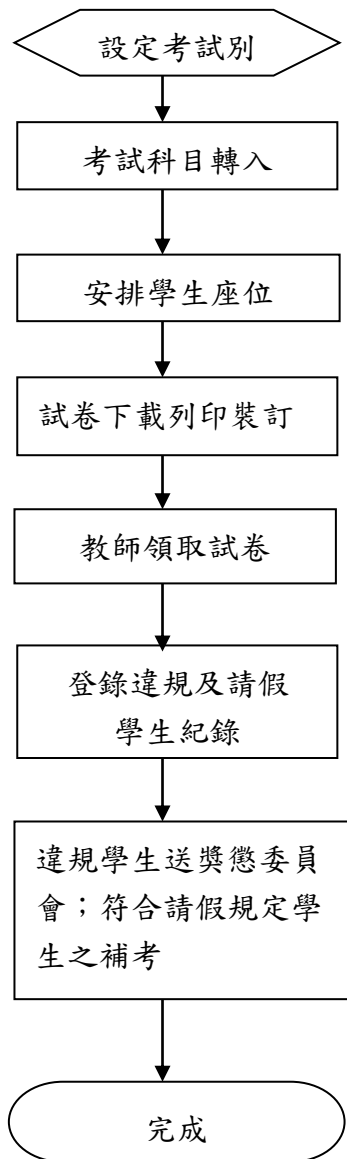 設定考試別
考試科目轉入
安排學生座位
試卷下載列印裝訂
教師領取試卷
登錄違規及請假
學生紀錄
違規學生送獎懲委員
會；符合請假規定學
生之補考
完成